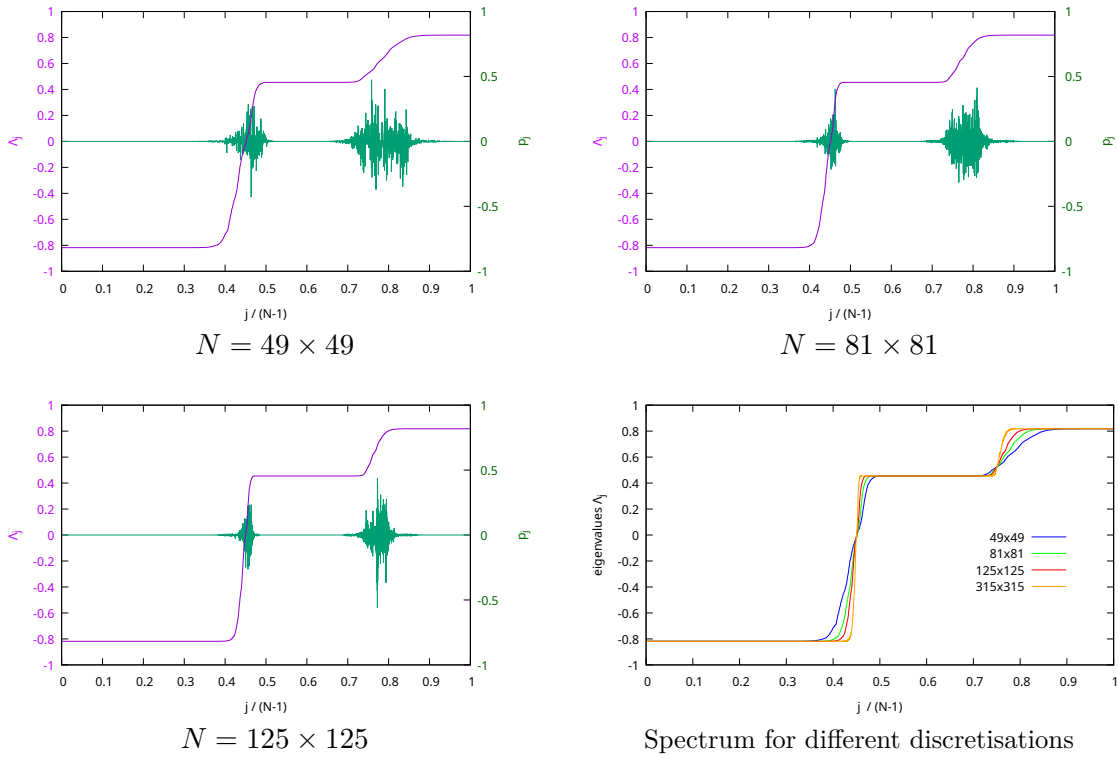 1
0.8
0.6
0.4
0.2
0
-0.2
-0.4
-0.6
-0.8
-1
Λj
1
0.5
0
-0.5
-1
pj
0 0.1 0.2 0.3 0.4 0.5 0.6 0.7 0.8 0.9 1
j / (N-1)
N = 49 × 49
1
0.8
0.6
0.4
0.2
0
-0.2
-0.4
-0.6
-0.8
-1
Λj
1
0.5
0
-0.5
-1
pj
0 0.1 0.2 0.3 0.4 0.5 0.6 0.7 0.8 0.9 1
j / (N-1)
N = 81 × 81
1
0.8
0.6
0.4
0.2
0
-0.2
-0.4
-0.6
-0.8
-1
Λj
1
0.5
0
-0.5
-1
pj
0 0.1 0.2 0.3 0.4 0.5 0.6 0.7 0.8 0.9 1
j / (N-1)
N = 125 × 125
1
0.8
0.6
0.4
0.2
0
-0.2
-0.4
-0.6
-0.8
-1
eigenvalues Λj
49x49
81x81
125x125
315x315
0 0.1 0.2 0.3 0.4 0.5 0.6 0.7 0.8 0.9 1
j / (N-1)
Spectrum for different discretisations